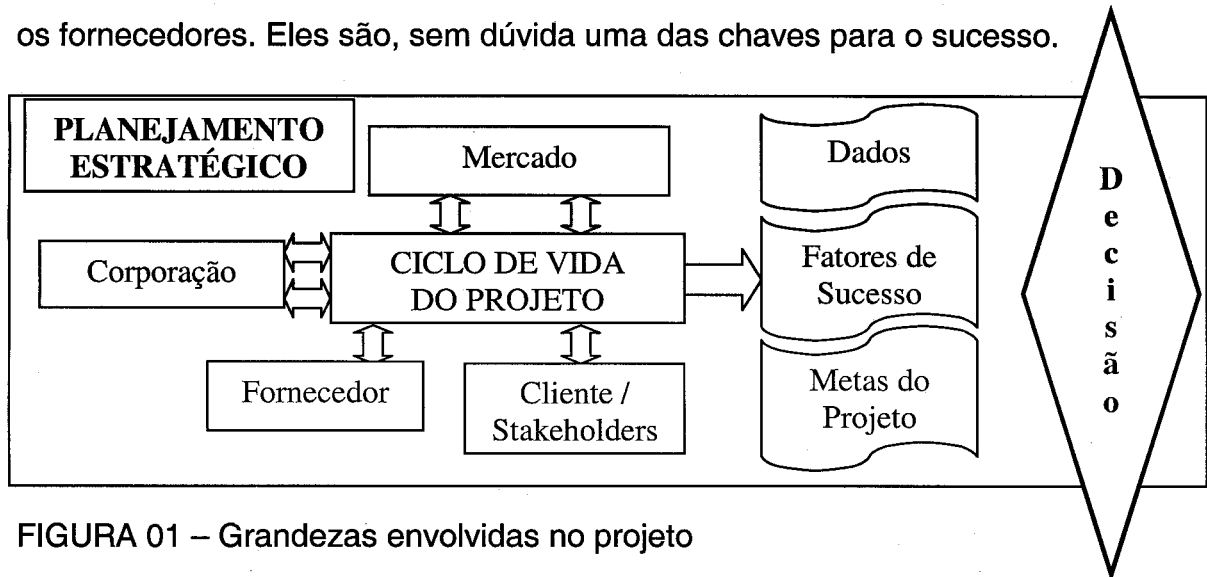 os fornecedores. Eles são, sem dúvida uma das chaves para o sucesso.
PLANEJAMENTO
ESTRATÉGICO
Mercado
Corporação
CICLO DE VIDA
DO PROJETO
Fornecedor
Cliente /
Stakeholders
Dados
Fatores de
Sucesso
Metas do
Projeto
Decisão
FIGURA 01 – Grandezas envolvidas no projeto